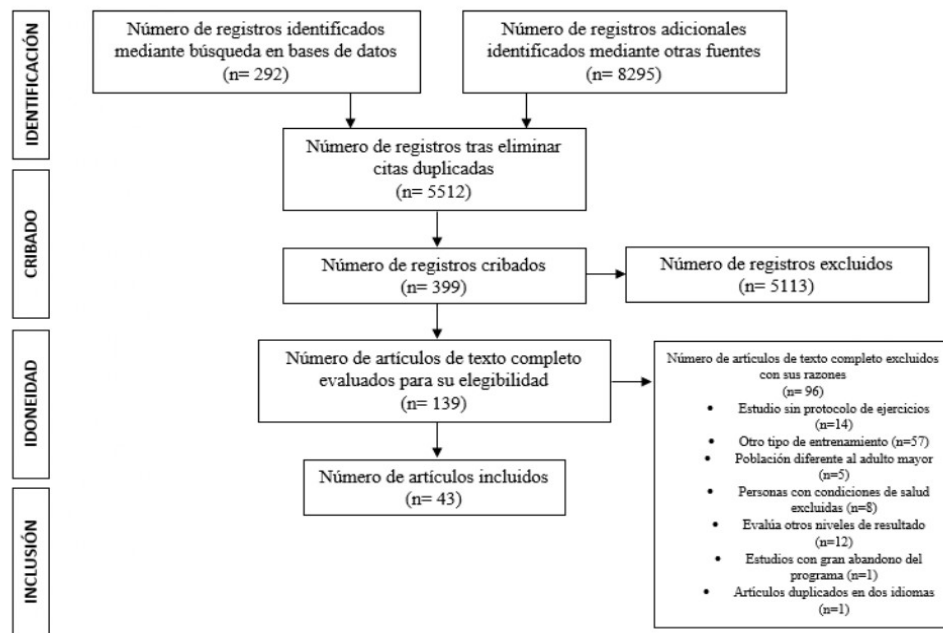 IDENTIFICACIÓN
Número de registros identificados
mediante búsqueda en bases de datos
(n= 292)
Número de registros adicionales
identificados mediante otras fuentes
(n= 8295)
Número de registros tras eliminar
citas duplicadas
(n= 5512)
CRIBADO
Número de registros cribados
(n= 399)
Número de registros excluidos
(n= 5113)
IDONEIDAD
Número de artículos de texto completo
evaluados para su elegibilidad
(n= 139)
Número de artículos de texto completo excluidos
con sus razones
(n= 96)
• Estudio sin protocolo de ejercicios
(n=14)
• Otro tipo de entrenamiento (n=57)
• Población diferente al adulto mayor
(n=5)
• Personas con condiciones de salud
excluidas (n=8)
• Evalúa otros niveles de resultado
(n=12)
• Estudios con gran abandono del
programa (n=1)
• Artículos duplicados en dos idiomas
(n=1)
INCLUSIÓN
Número de artículos incluidos
(n= 43)